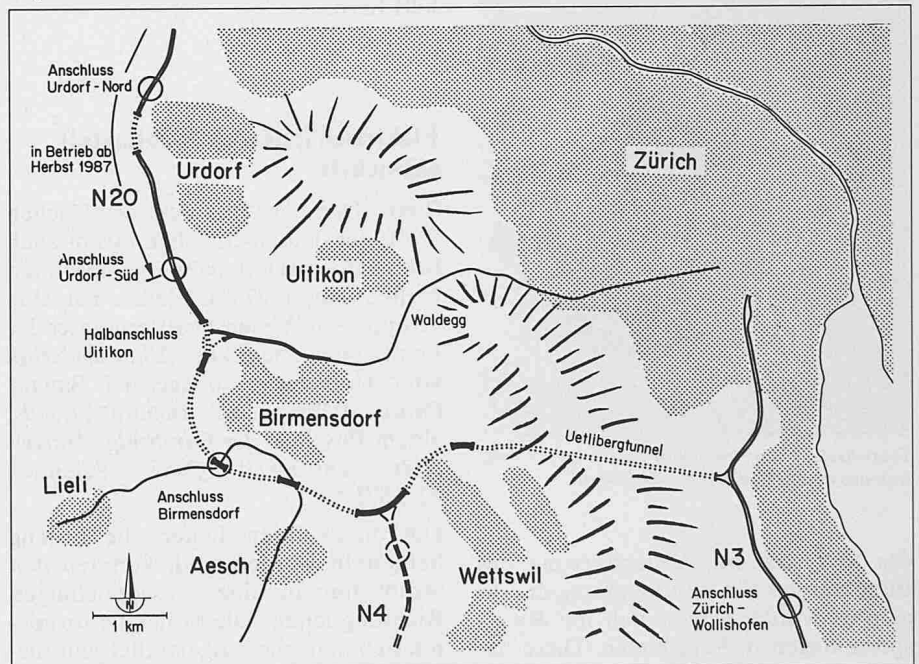 Anschluss
Urdorf-Nord
in Betrieb ab
Herbst 1987
N20
Anschluss
Urdorf-Süd
Urdorf
Zürich
Uitikon
Halbanschluss
Uitikon
Waldegg
Birmensdorf
Uetlibergtunnel
Lieli
Anschluss
Birmensdorf
Aesch
Wettswil
N3
N4
Anschluss
Zürich-
Wollishofen
N
1 km